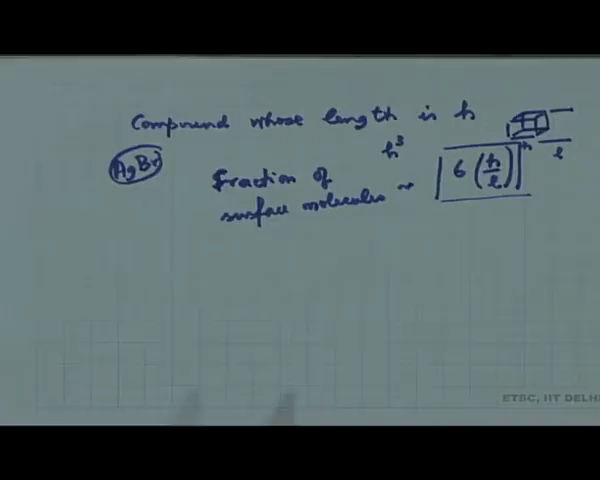 Compound whose length is h
AgBr
h³
Fraction of
surface molecules ~ 6 (h/l)
h
l
ETSC, IIT DELHI